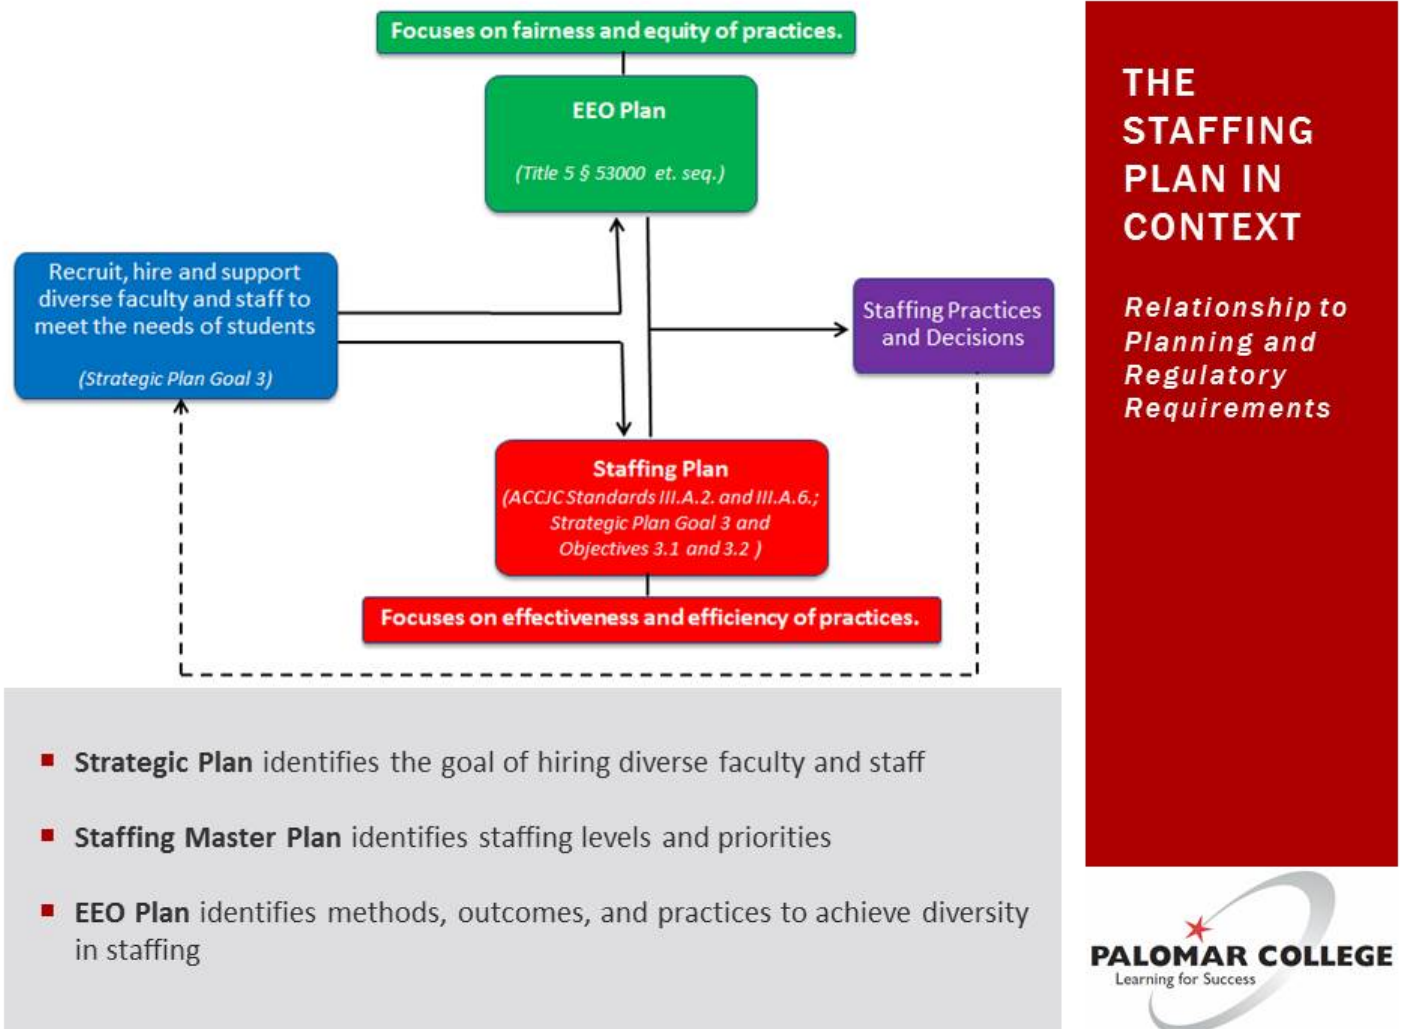 Focuses on fairness and equity of practices.
EEO Plan
(Title 5 § 53000 et. seq.)
Recruit, hire and support
diverse faculty and staff to
meet the needs of students
(Strategic Plan Goal 3)
Staffing Practices
and Decisions
Staffing Plan
(ACCJC Standards III.A.2. and III.A.6.;
Strategic Plan Goal 3 and
Objectives 3.1 and 3.2 )
Focuses on effectiveness and efficiency of practices.
THE
STAFFING
PLAN IN
CONTEXT
Relationship to
Planning and
Regulatory
Requirements
▪ Strategic Plan identifies the goal of hiring diverse faculty and staff
▪ Staffing Master Plan identifies staffing levels and priorities
▪ EEO Plan identifies methods, outcomes, and practices to achieve diversity
in staffing
PALOMAR COLLEGE
Learning for Success